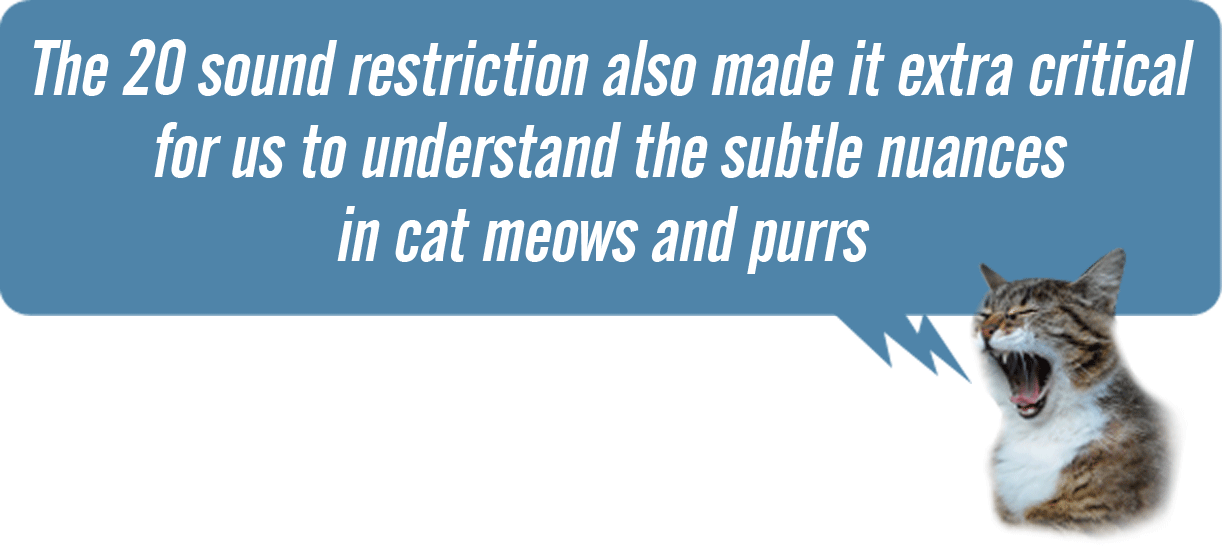 The 20 sound restriction also made it extra critical
for us to understand the subtle nuances
in cat meows and purrs